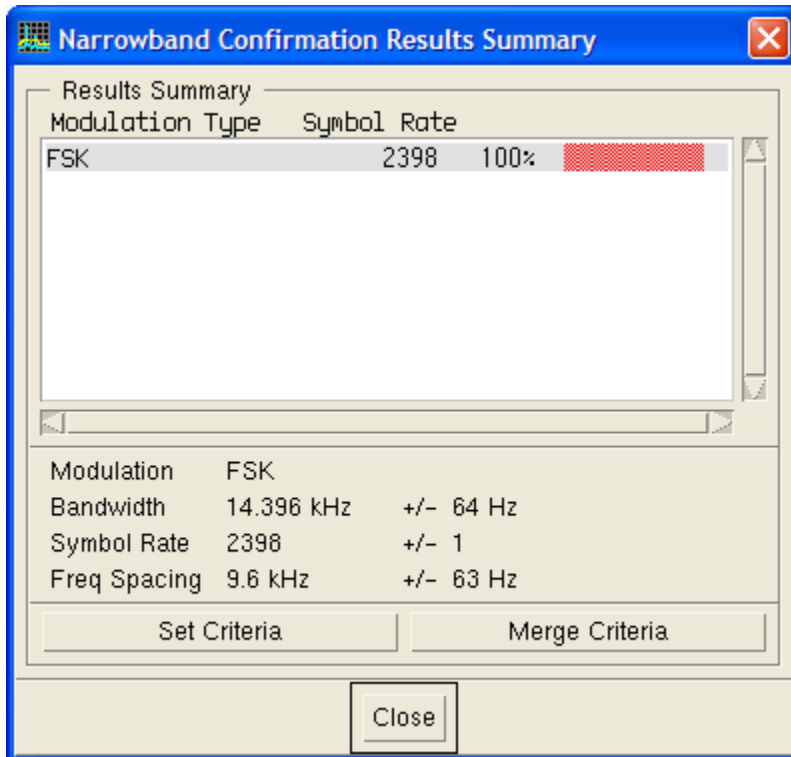 Narrowband Confirmation Results Summary
Results Summary
Modulation Type Symbol Rate
FSK 2398 100%
Modulation FSK
Bandwidth 14.396 kHz +/- 64 Hz
Symbol Rate 2398 +/- 1
Freq Spacing 9.6 kHz +/- 63 Hz
Set Criteria Merge Criteria
Close